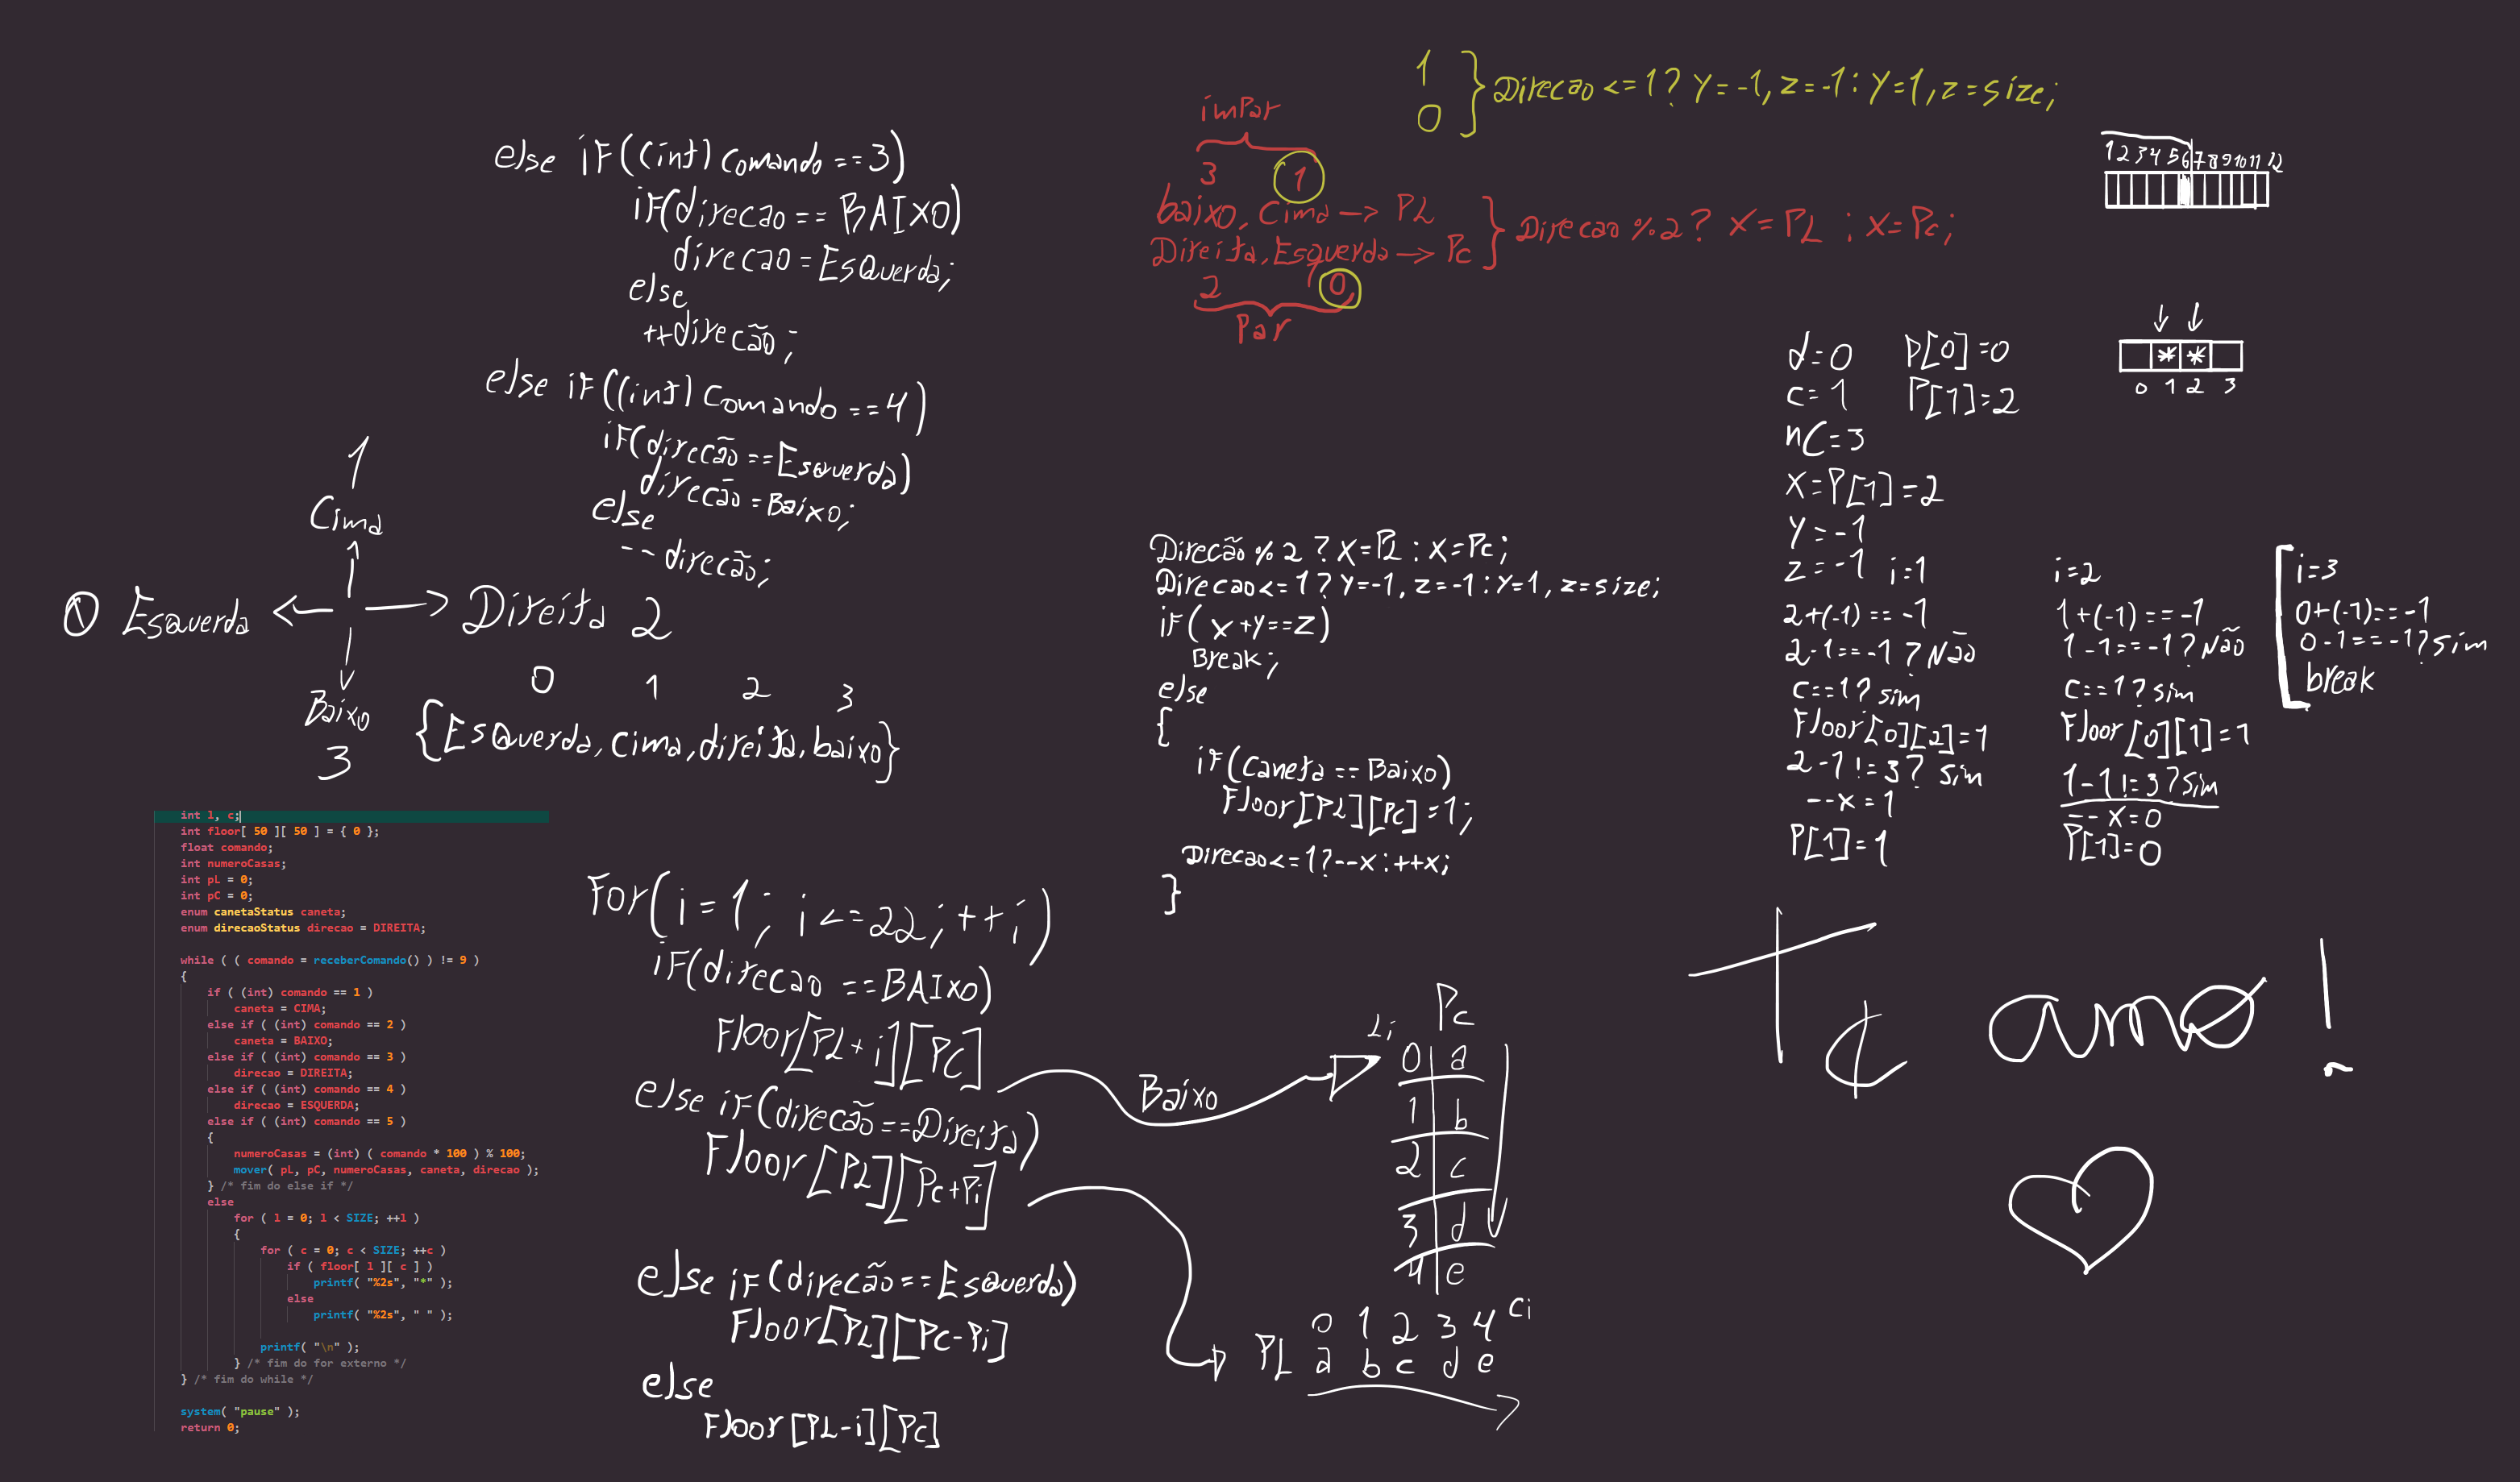 else if((int) comando ==3)
if(direcao == BAIXO)
direcao = Esquerda;
else
++direcão;
else if((int) comando ==4)
if(direcão ==Esquerda)
direcão =Baixo;
else
--direcão;
1
Cima
0 Esquerda
Direita 2
Baixo
3
0 1 2 3
{Esquerda, cima, direita, baixo}
1
0
Direcao <=1? Y=-1, z=-1 : Y=1, z=size;
imPar
3 1
baixo, Cima -> PL
Direita, Esquerda -> Pc
Direcao %2? X=PL : X=Pc;
2 0
Par
1 2 3 4 5 6 7 8 9 10 11 12
* *
0 1 2 3
d=0 P[0]=0
c=1 P[1]=2
nC=3
X=P[1]=2
Y=-1
z=-1 i=1
2+(-1)==-1
2-1==-1? Não
c==1? sim
Floor[0][2]=1
2-1!=3? sim
--x=1
P[1]=1
i=2
1+(-1)==-1
1-1==-1? Não
c==1? sim
Floor[0][1]=1
1-1!=3? sim
--X=0
P[1]=0
i=3
0+(-1)==-1
0-1==-1? sim
break
Direcão %2 ? X=PL : X=Pc;
Direcao<=1? Y=-1, z=-1 : Y=1, z=size;
if( X+Y==Z)
Break;
else
{
if(Caneta == Baixo)
Floor[PL][Pc]=1;
Direcao<=1?--x:++x;
}
int l, c;
int floor[ 50 ][ 50 ] = { 0 };
float comando;
int numeroCasas;
int pL = 0;
int pC = 0;
enum canetaStatus caneta;
enum direcaoStatus direcao = DIREITA;
while ( ( comando = receberComando() ) != 9 )
{
if ( (int) comando == 1 )
caneta = CIMA;
else if ( (int) comando == 2 )
caneta = BAIXO;
else if ( (int) comando == 3 )
direcao = DIREITA;
else if ( (int) comando == 4 )
direcao = ESQUERDA;
else if ( (int) comando == 5 )
{
numeroCasas = (int) ( comando * 100 ) % 100;
mover( pL, pC, numeroCasas, caneta, direcao );
} /* fim do else if */
else
for ( l = 0; l < SIZE; ++l )
{
for ( c = 0; c < SIZE; ++c )
if ( floor[ l ][ c ] )
printf( "%2s", "*" );
else
printf( "%2s", " " );
printf( "\n" );
} /* fim do for externo */
} /* fim do while */
system( "pause" );
return 0;
For(i=1; i<=22; ++i)
if(direcao ==BAIXO)
Floor[PL+i][PC]
else if(direcão==Direita)
Floor[PL][Pc+Pi]
else if(direcão==Esquerda)
Floor[PL][Pc-Pi]
else
Floor[PL-i][Pc]
Baixo
Pc
Li
0 a
1 b
2 c
3 d
4 e
0 1 2 3 4 Ci
PL a b c d e
Te amo!